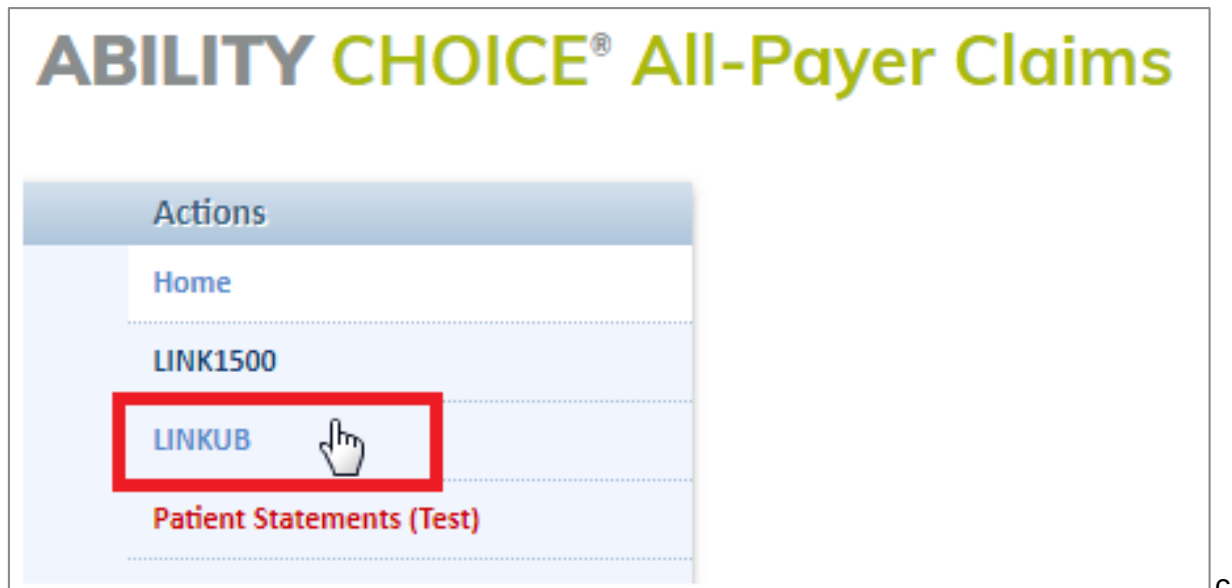 ABILITY CHOICE® All-Payer Claims
Actions
Home
LINK1500
LINKUB
Patient Statements (Test)